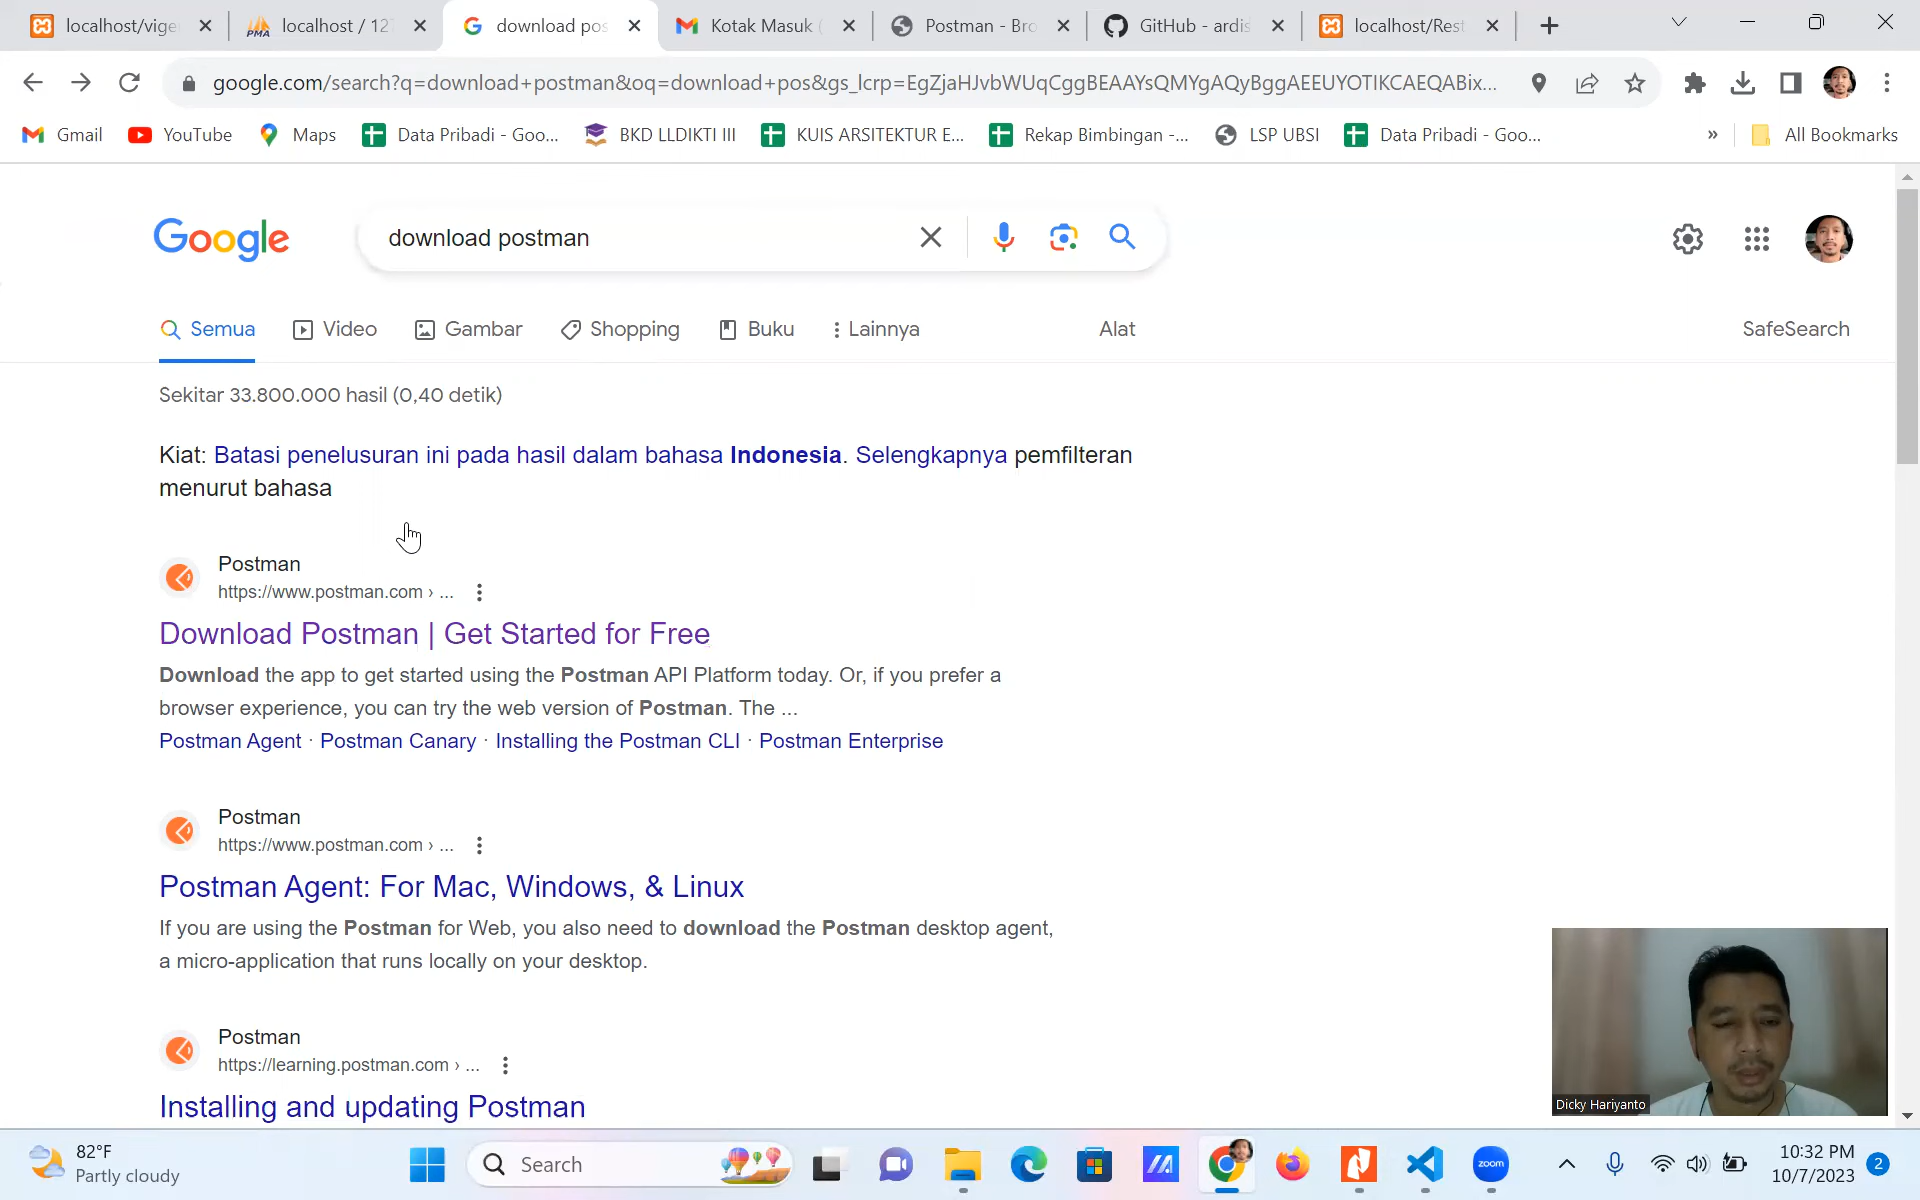 localhost/vige
localhost / 12
download pos
Kotak Masuk (
Postman - Bro
GitHub - ardis
localhost/Rest
google.com/search?q=download+postman&oq=download+pos&gs_lcrp=EgZjaHJvbWUqCggBEAAYsQMYgAQyBggAEEUYOTIKCAEQABix...
Gmail
YouTube
Maps
Data Pribadi - Goo...
BKD LLDIKTI III
KUIS ARSITEKTUR E...
Rekap Bimbingan -...
LSP UBSI
Data Pribadi - Goo...
»
All Bookmarks
Google
download postman
Semua
Video
Gambar
Shopping
Buku
Lainnya
Alat
SafeSearch
Sekitar 33.800.000 hasil (0,40 detik)
Kiat: Batasi penelusuran ini pada hasil dalam bahasa Indonesia. Selengkapnya pemfilteran
menurut bahasa
Postman
https://www.postman.com › ...
Download Postman | Get Started for Free
Download the app to get started using the Postman API Platform today. Or, if you prefer a
browser experience, you can try the web version of Postman. The ...
Postman Agent · Postman Canary · Installing the Postman CLI · Postman Enterprise
Postman
https://www.postman.com › ...
Postman Agent: For Mac, Windows, & Linux
If you are using the Postman for Web, you also need to download the Postman desktop agent,
a micro-application that runs locally on your desktop.
Postman
https://learning.postman.com › ...
Installing and updating Postman
Dicky Hariyanto
82°F
Partly cloudy
Search
zoom
10:32 PM
10/7/2023
2
PMA